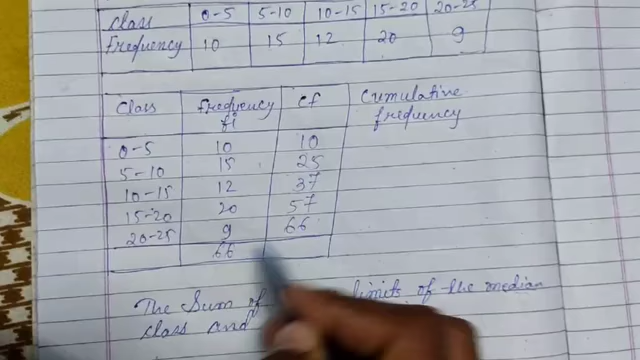 Class 0-5 5-10 10-15 15-20 20-25
Frequency 10 15 12 20 9
Class Frequency fi Cf Cumulative frequency
0-5 10 10
5-10 15 25
10-15 12 37
15-20 20 57
20-25 9 66
66
The Sum of limits of the median
class and